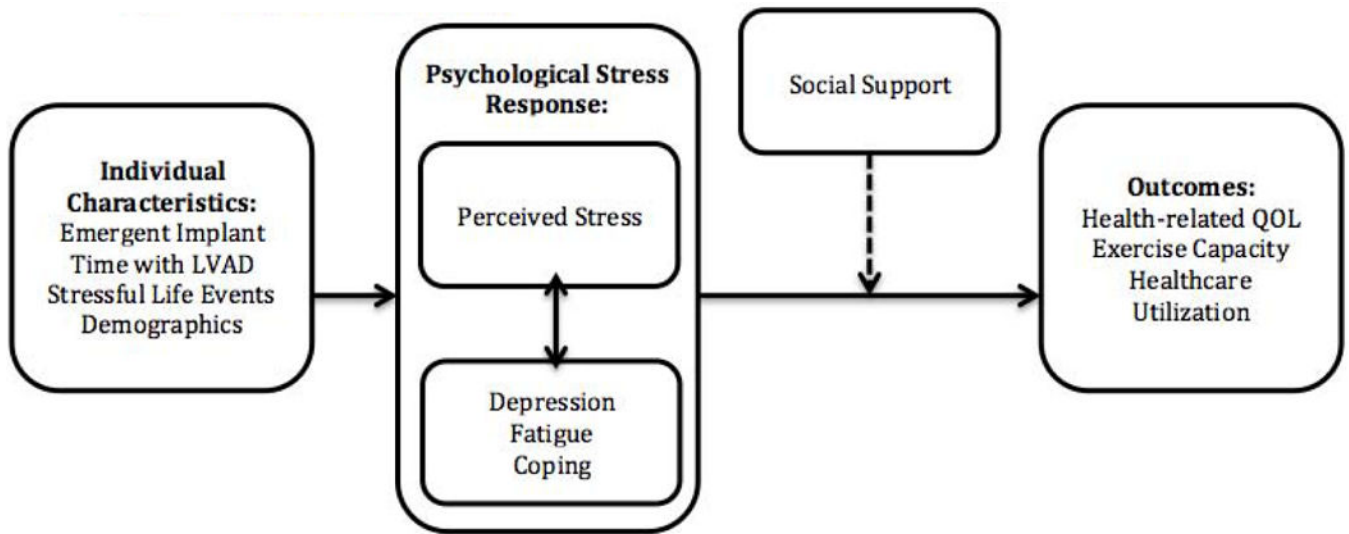 Individual
Characteristics:
Emergent Implant
Time with LVAD
Stressful Life Events
Demographics
Psychological Stress
Response:
Perceived Stress
Depression
Fatigue
Coping
Social Support
Outcomes:
Health-related QOL
Exercise Capacity
Healthcare
Utilization